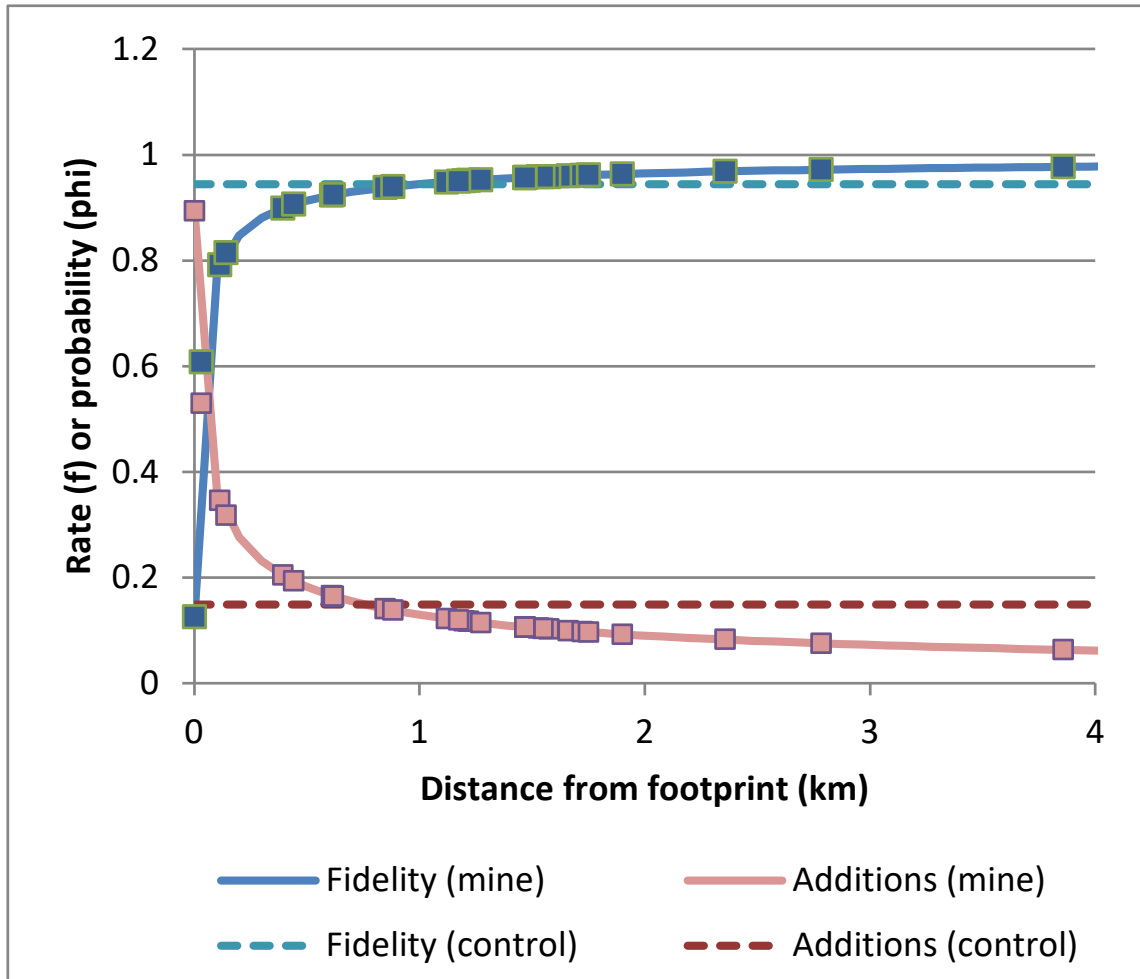 1.2
1
0.8
0.6
0.4
0.2
0
Rate (f) or probability (phi)
0 1 2 3 4
Distance from footprint (km)
Fidelity (mine) Additions (mine)
Fidelity (control) Additions (control)